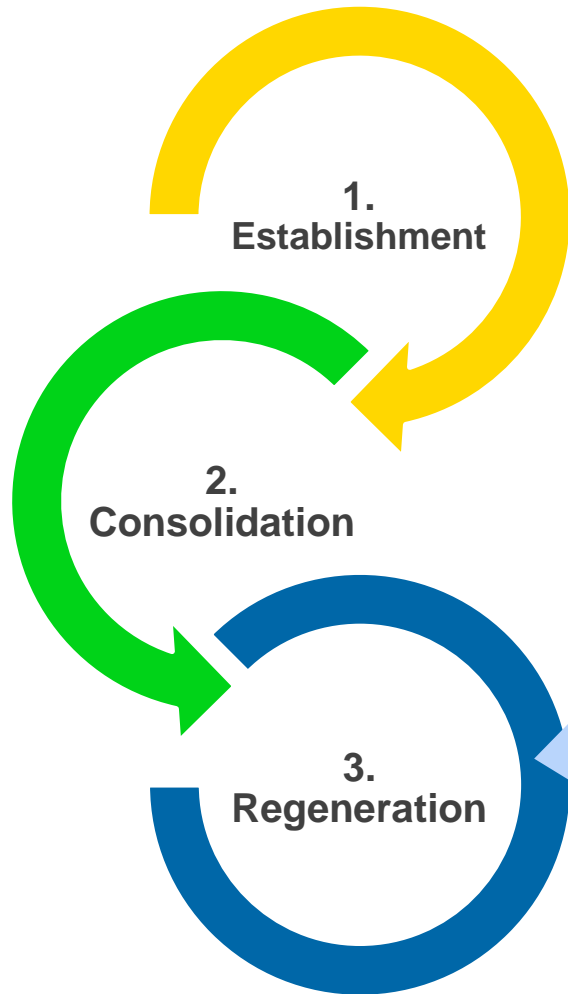 1.
Establishment
2.
Consolidation
3.
Regeneration